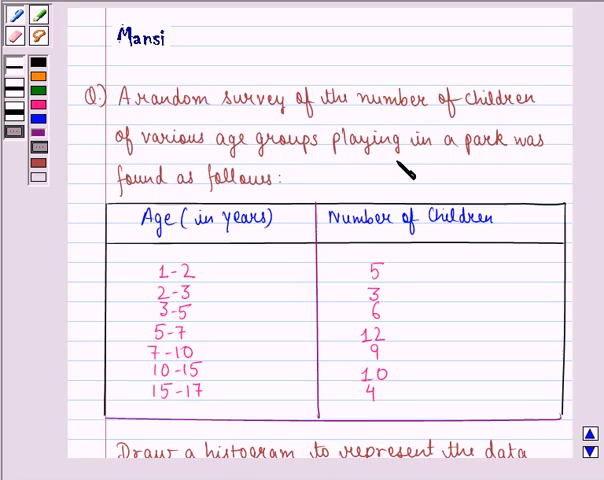 Mansi
Q.) A random survey of the number of children
of various age groups playing in a park was
found as follows:
Age (in years) Number of Children
1-2 5
2-3 3
3-5 6
5-7 12
7-10 9
10-15 10
15-17 4
Draw a histogram to represent the data